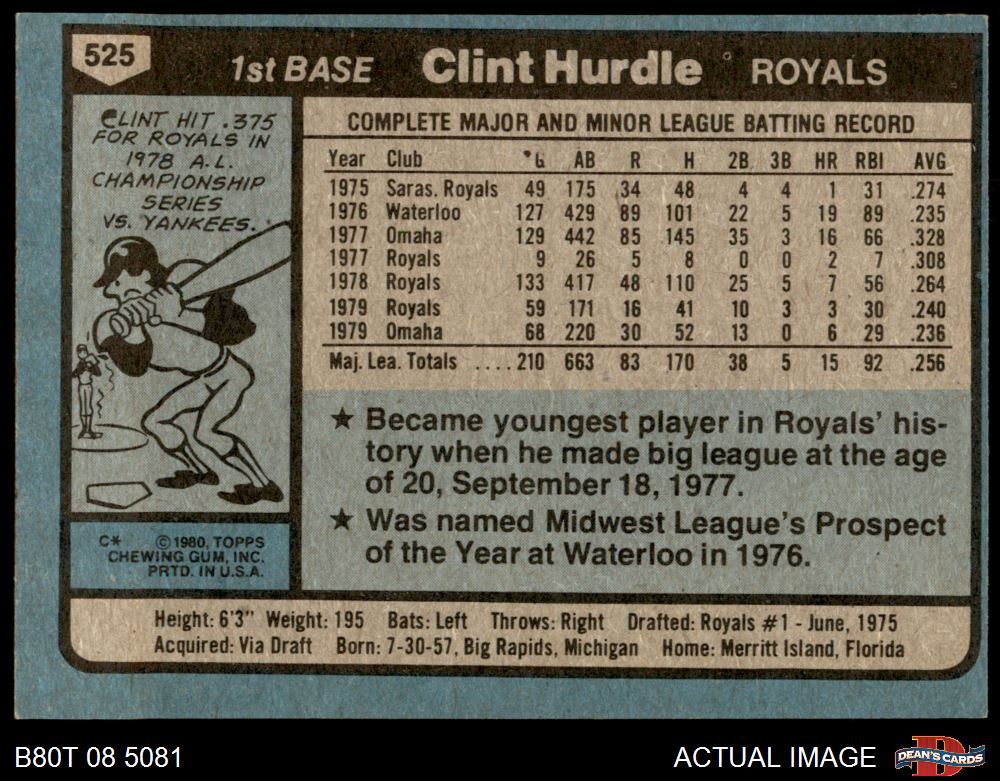 525
1st BASE Clint Hurdle ROYALS
CLINT HIT .375
FOR ROYALS IN
1978 A.L.
CHAMPIONSHIP
SERIES
VS. YANKEES.
C* ©1980, TOPPS
CHEWING GUM, INC.
PRTD. IN U.S.A.
COMPLETE MAJOR AND MINOR LEAGUE BATTING RECORD
Year Club G AB R H 2B 3B HR RBI AVG
1975 Saras. Royals 49 175 34 48 4 4 1 31 .274
1976 Waterloo 127 429 89 101 22 5 19 89 .235
1977 Omaha 129 442 85 145 35 3 16 66 .328
1977 Royals 9 26 5 8 0 0 2 7 .308
1978 Royals 133 417 48 110 25 5 7 56 .264
1979 Royals 59 171 16 41 10 3 3 30 .240
1979 Omaha 68 220 30 52 13 0 6 29 .236
Maj. Lea. Totals ....210 663 83 170 38 5 15 92 .256
★ Became youngest player in Royals' his-
tory when he made big league at the age
of 20, September 18, 1977.
★ Was named Midwest League's Prospect
of the Year at Waterloo in 1976.
Height: 6'3" Weight: 195 Bats: Left Throws: Right Drafted: Royals #1 - June, 1975
Acquired: Via Draft Born: 7-30-57, Big Rapids, Michigan Home: Merritt Island, Florida
B80T 08 5081 ACTUAL IMAGE DEAN'S CARDS